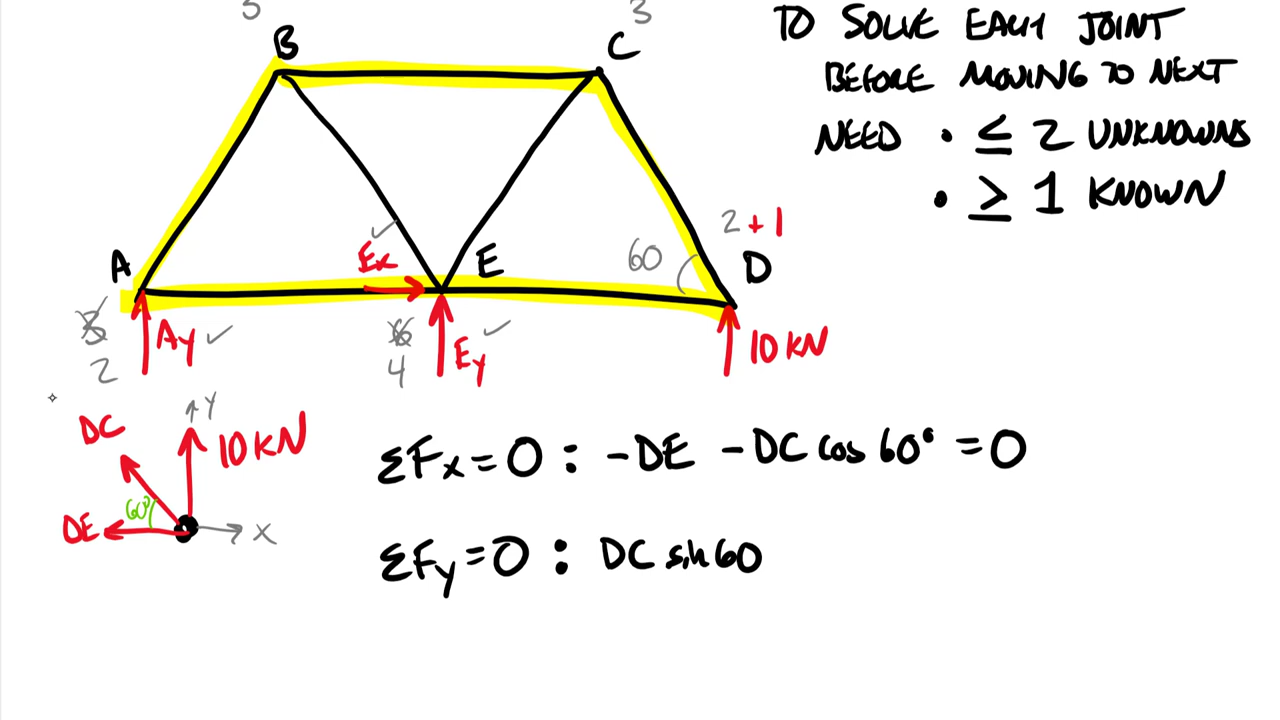 TO SOLVE EACH JOINT
BEFORE MOVING TO NEXT
NEED • ≤ 2 UNKNOWNS
• ≥ 1 KNOWN
3
B
C
A
Ex ✓
E
60
2 + 1
D
Ay ✓
2
4
Ey ✓
10 KN
DC
↑Y
10 KN
60°
DE
X
ΣFx = 0 : -DE - DC cos 60° = 0
ΣFy = 0 : DC sin 60